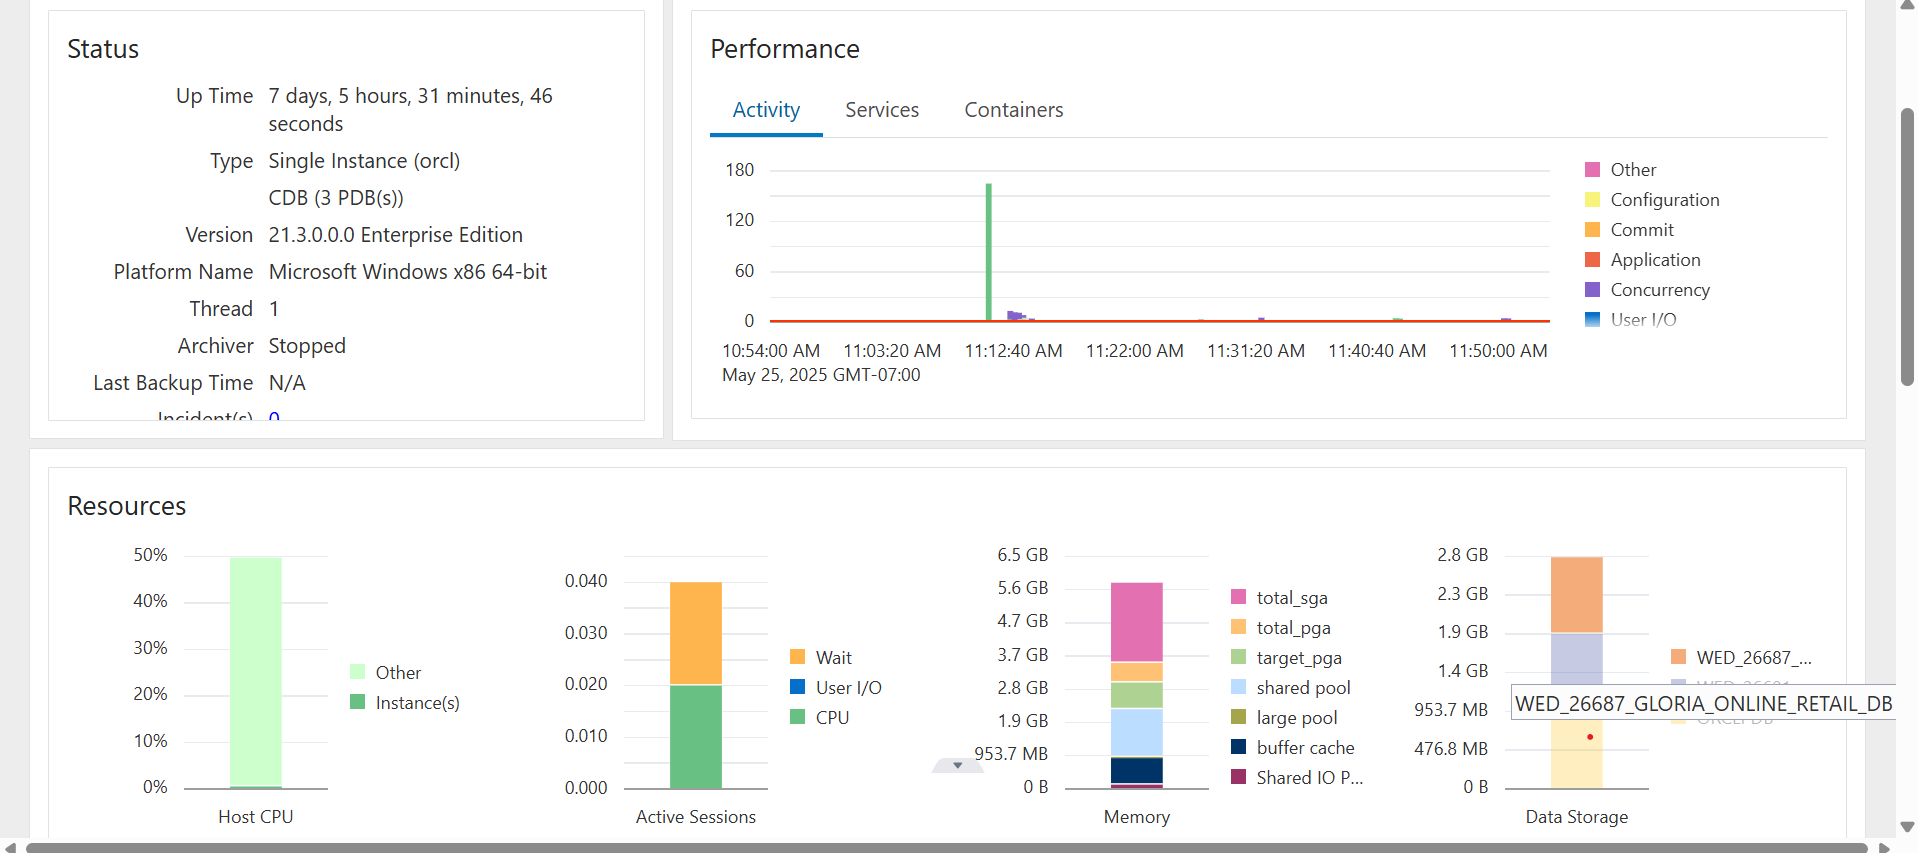 Status
Up Time 7 days, 5 hours, 31 minutes, 46
seconds
Type Single Instance (orcl)
CDB (3 PDB(s))
Version 21.3.0.0.0 Enterprise Edition
Platform Name Microsoft Windows x86 64-bit
Thread 1
Archiver Stopped
Last Backup Time N/A
Incident(s) 0
Performance
Activity Services Containers
180
120
60
0
10:54:00 AM 11:03:20 AM 11:12:40 AM 11:22:00 AM 11:31:20 AM 11:40:40 AM 11:50:00 AM
May 25, 2025 GMT-07:00
Other
Configuration
Commit
Application
Concurrency
User I/O
Resources
50%
40%
30%
20%
10%
0%
Host CPU
Other
Instance(s)
0.040
0.030
0.020
0.010
0.000
Active Sessions
Wait
User I/O
CPU
6.5 GB
5.6 GB
4.7 GB
3.7 GB
2.8 GB
1.9 GB
953.7 MB
0 B
Memory
total_sga
total_pga
target_pga
shared pool
large pool
buffer cache
Shared IO P...
2.8 GB
2.3 GB
1.9 GB
1.4 GB
953.7 MB
476.8 MB
0 B
Data Storage
WED_26687_...
WED_26687_GLORIA_ONLINE_RETAIL_DB